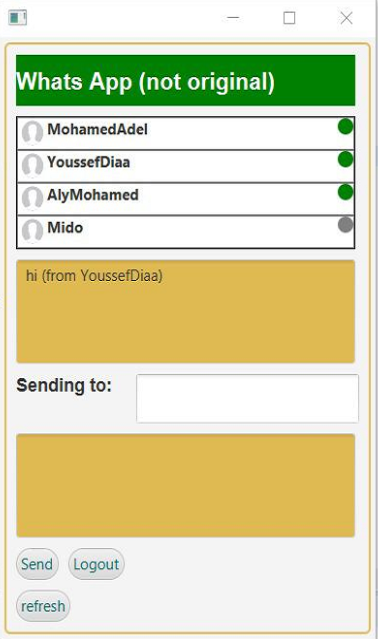 Whats App (not original)
MohamedAdel
YoussefDiaa
AlyMohamed
Mido
hi (from YoussefDiaa)
Sending to:
Send Logout
refresh